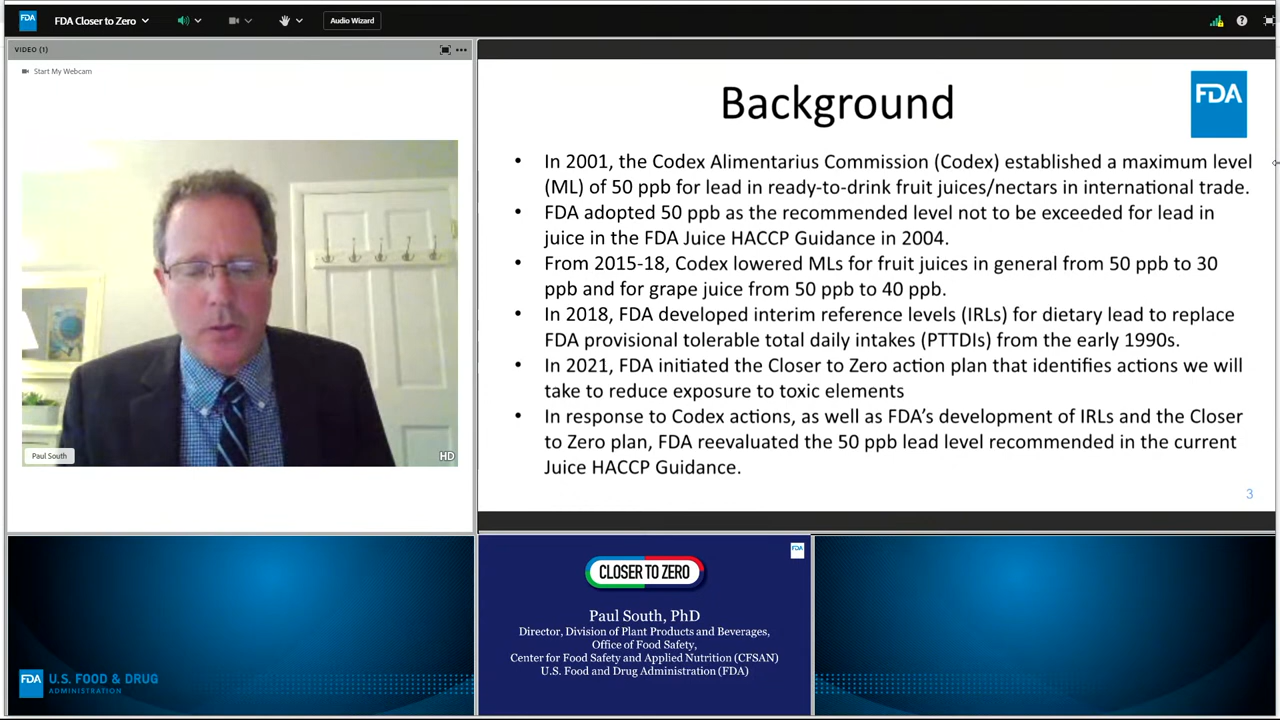 FDA
FDA Closer to Zero
Audio Wizard
VIDEO (1)
Start My Webcam
Paul South
HD
Background
FDA
• In 2001, the Codex Alimentarius Commission (Codex) established a maximum level
(ML) of 50 ppb for lead in ready-to-drink fruit juices/nectars in international trade.
• FDA adopted 50 ppb as the recommended level not to be exceeded for lead in
juice in the FDA Juice HACCP Guidance in 2004.
• From 2015-18, Codex lowered MLs for fruit juices in general from 50 ppb to 30
ppb and for grape juice from 50 ppb to 40 ppb.
• In 2018, FDA developed interim reference levels (IRLs) for dietary lead to replace
FDA provisional tolerable total daily intakes (PTTDIs) from the early 1990s.
• In 2021, FDA initiated the Closer to Zero action plan that identifies actions we will
take to reduce exposure to toxic elements
• In response to Codex actions, as well as FDA's development of IRLs and the Closer
to Zero plan, FDA reevaluated the 50 ppb lead level recommended in the current
Juice HACCP Guidance.
3
FDA U.S. FOOD & DRUG
ADMINISTRATION
FDA
CLOSER TO ZERO
Paul South, PhD
Director, Division of Plant Products and Beverages,
Office of Food Safety,
Center for Food Safety and Applied Nutrition (CFSAN)
U.S. Food and Drug Administration (FDA)